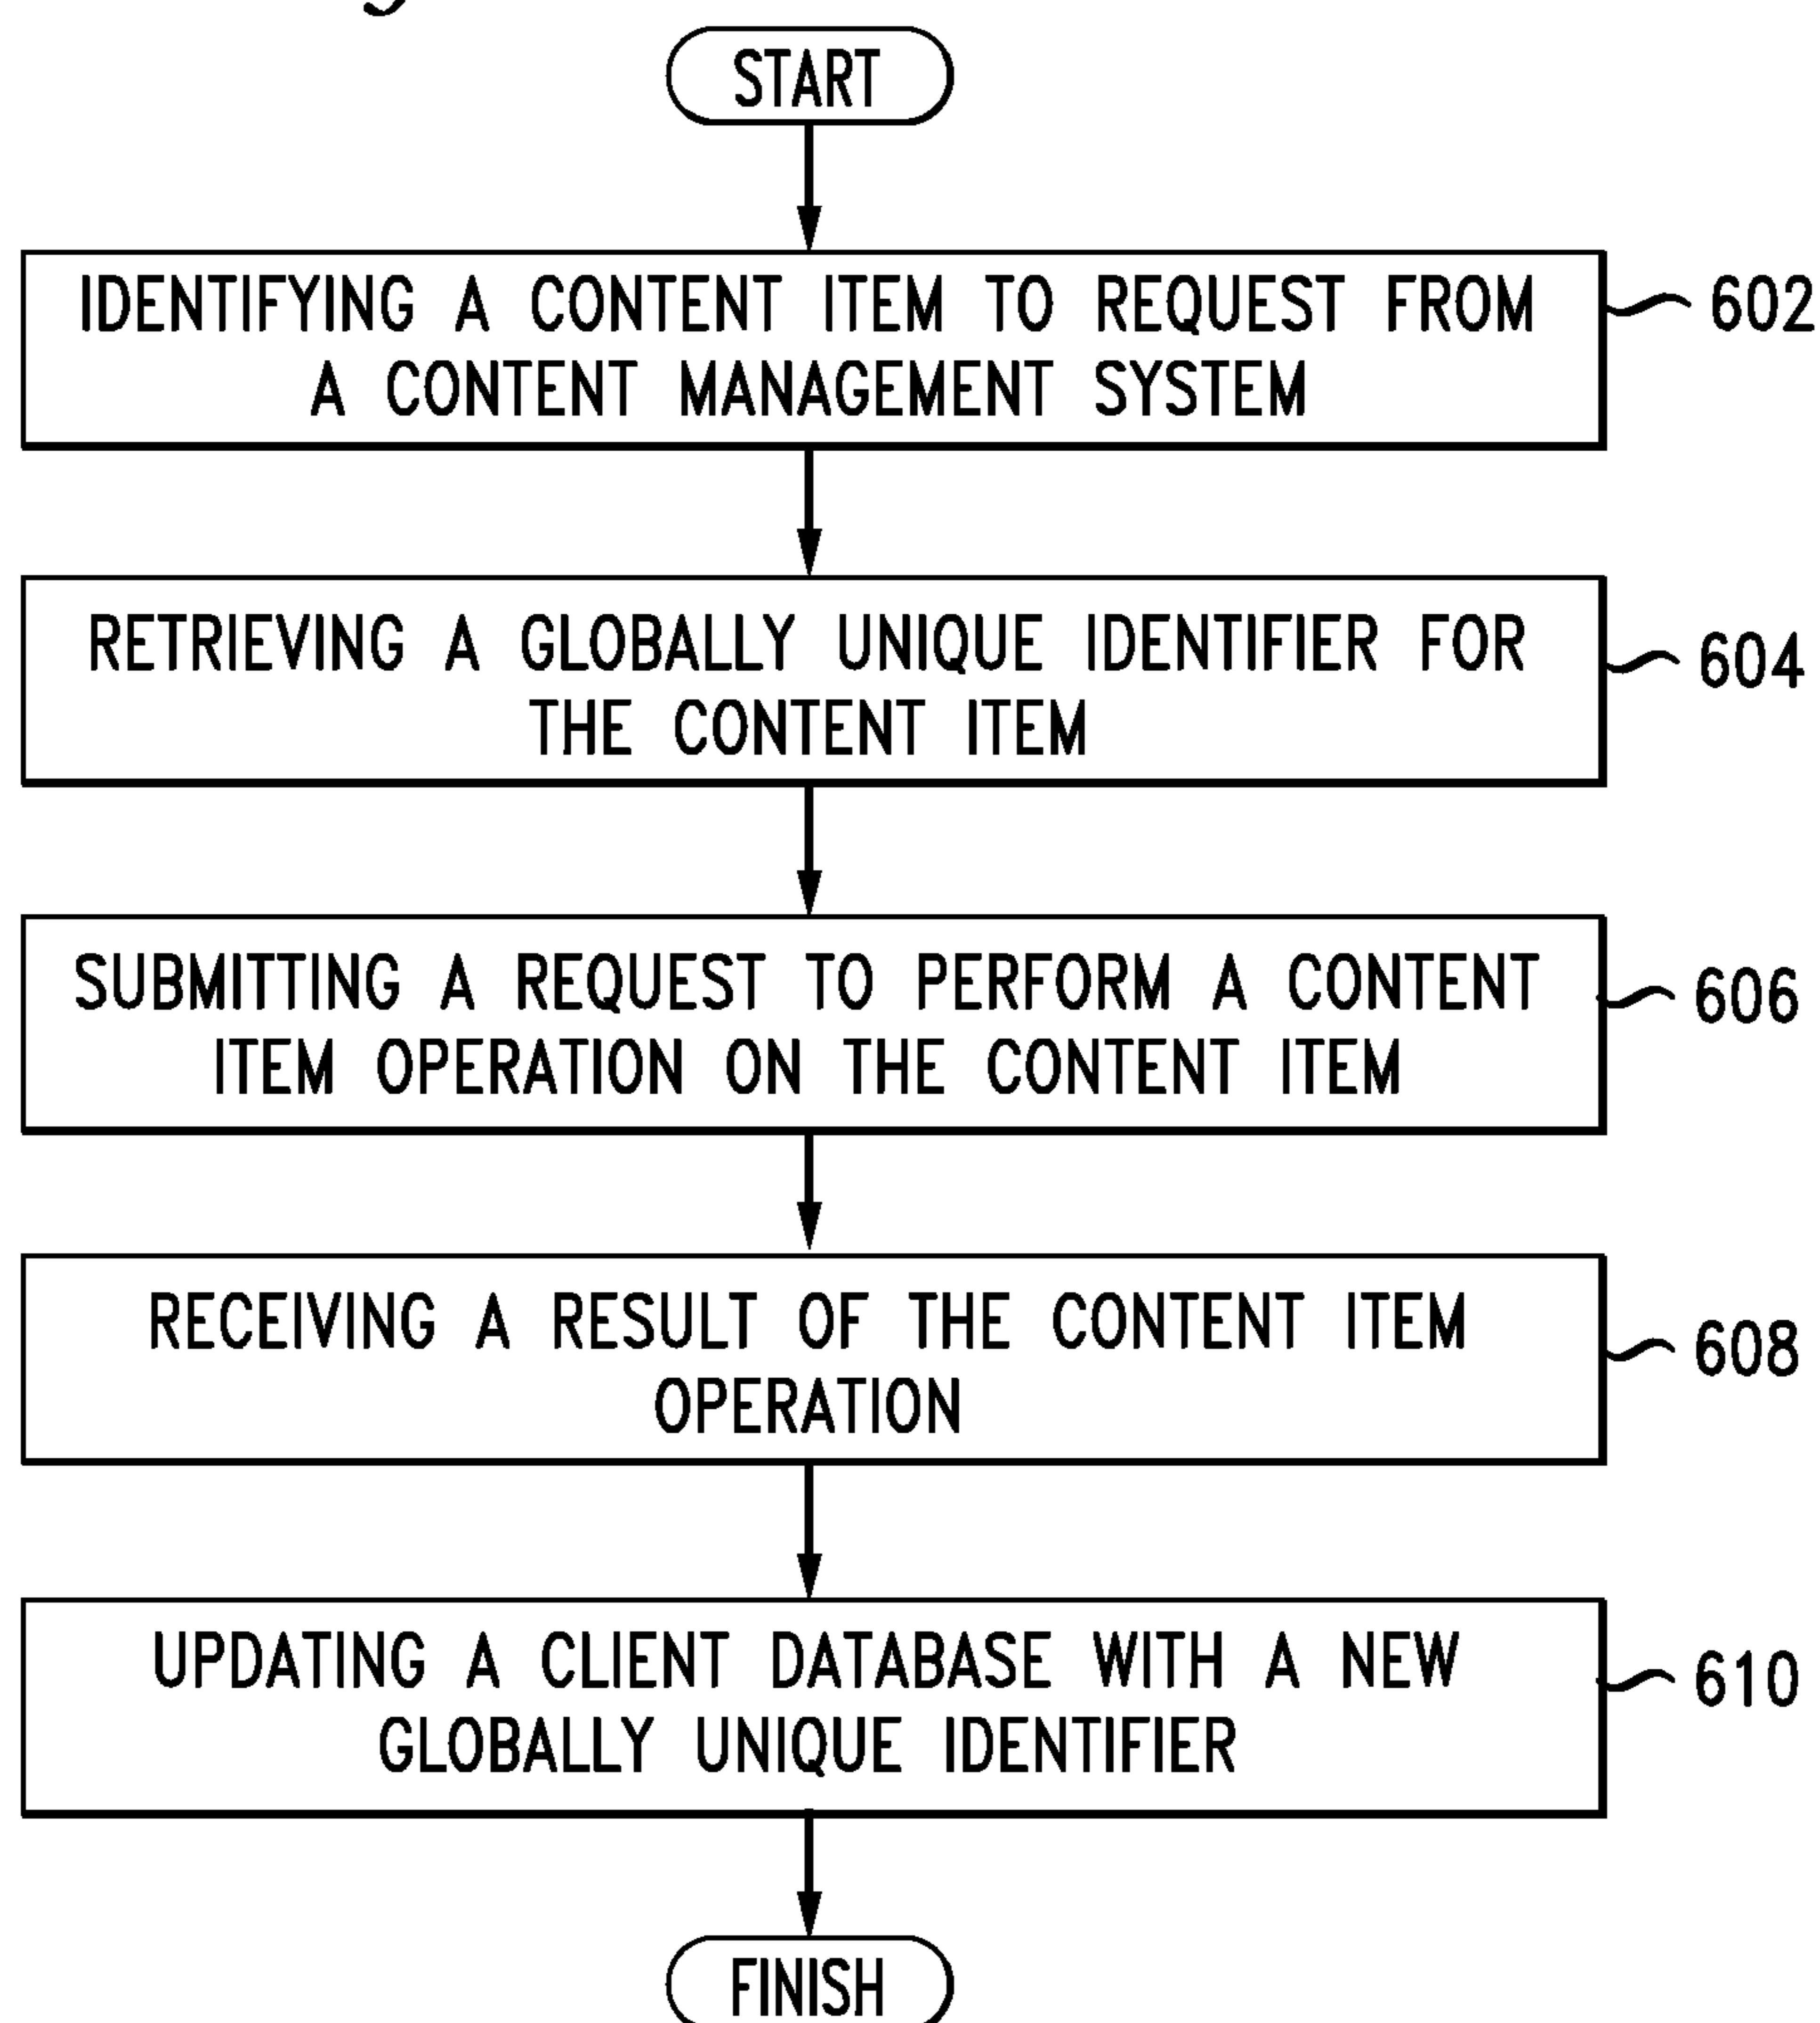 START
IDENTIFYING A CONTENT ITEM TO REQUEST FROM
A CONTENT MANAGEMENT SYSTEM
602
RETRIEVING A GLOBALLY UNIQUE IDENTIFIER FOR
THE CONTENT ITEM
604
SUBMITTING A REQUEST TO PERFORM A CONTENT
ITEM OPERATION ON THE CONTENT ITEM
606
RECEIVING A RESULT OF THE CONTENT ITEM
OPERATION
608
UPDATING A CLIENT DATABASE WITH A NEW
GLOBALLY UNIQUE IDENTIFIER
610
FINISH